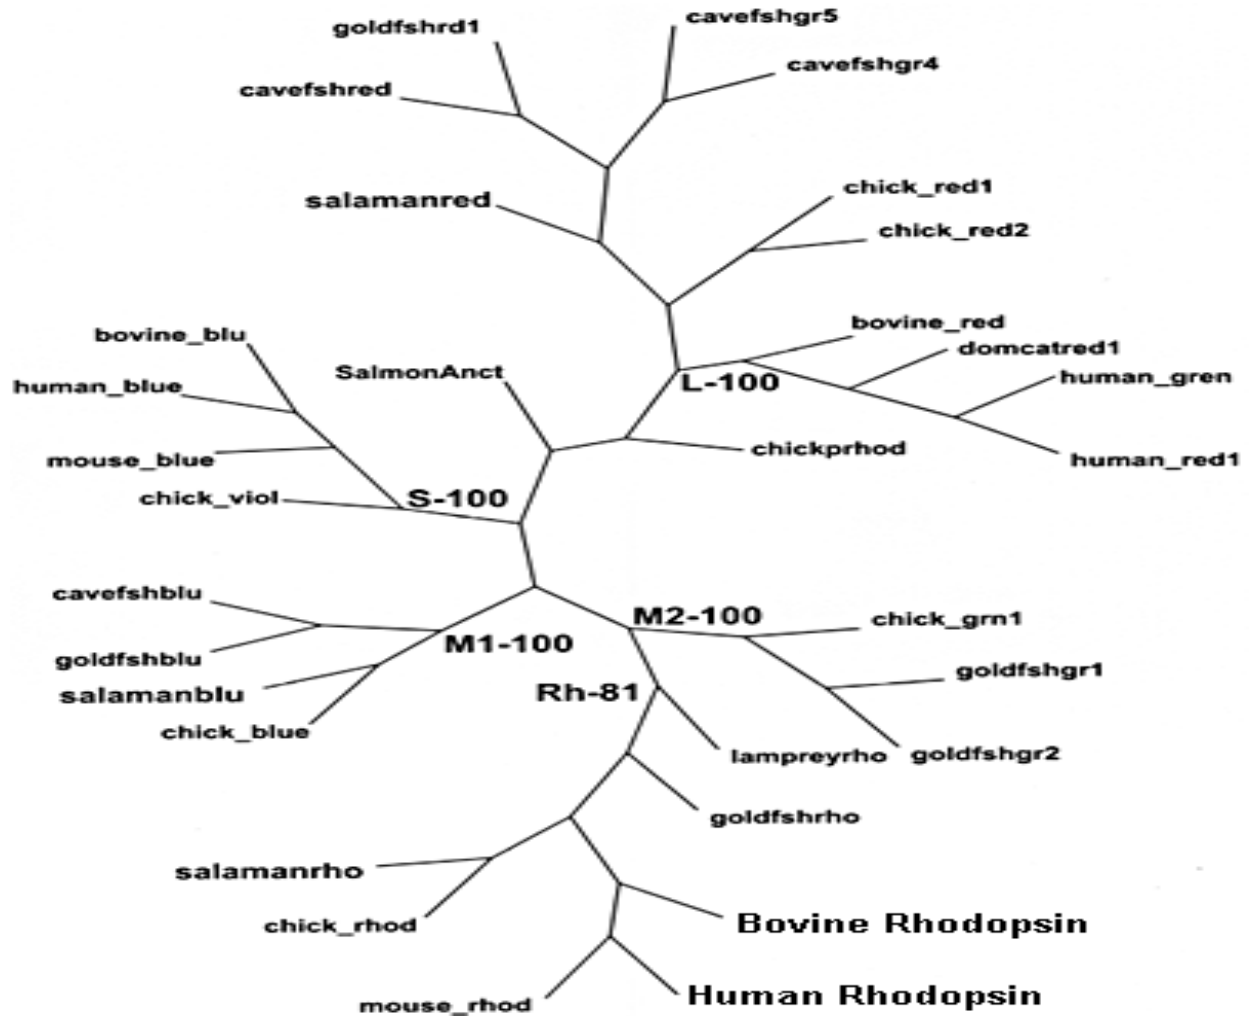 cavefshgr5
goldfshrd1
cavefshgr4
cavefshred
chick_red1
salamanred
chick_red2
bovine_red
bovine_blu
domcatred1
SalmonAnct
human_gren
L-100
human_blue
chickprhod
mouse_blue
human_red1
chick_viol
S-100
cavefshblu
M2-100
chick_grn1
M1-100
goldfshblu
goldfshgr1
Rh-81
salamanblu
chick_blue
lampreyrho
goldfshgr2
goldfshrho
salamanrho
chick_rhod
Bovine Rhodopsin
Human Rhodopsin
mouse_rhod